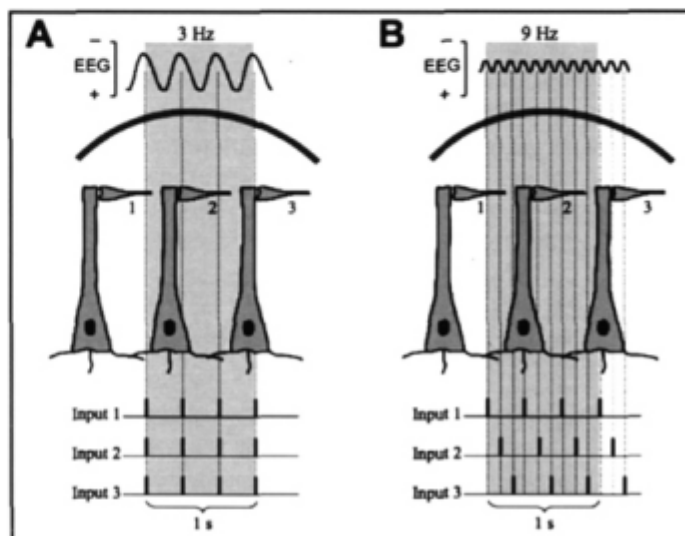 A
3 Hz
−
EEG
+
1
2
3
Input 1
Input 2
Input 3
1 s
B
9 Hz
−
EEG
+
1
2
3
Input 1
Input 2
Input 3
1 s